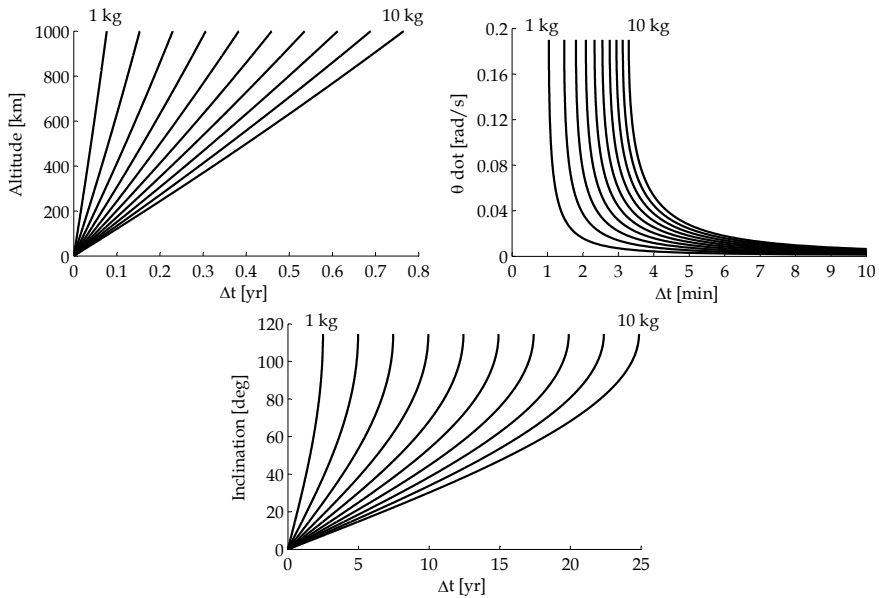 1 kg 10 kg
1000
800
600
400
200
0
Altitude [km]
0 0.1 0.2 0.3 0.4 0.5 0.6 0.7 0.8
Δt [yr]
1 kg 10 kg
0.2
0.16
0.12
0.08
0.04
0
θ dot [rad/s]
0 1 2 3 4 5 6 7 8 9 10
Δt [min]
1 kg 10 kg
120
100
80
60
40
20
0
Inclination [deg]
0 5 10 15 20 25
Δt [yr]